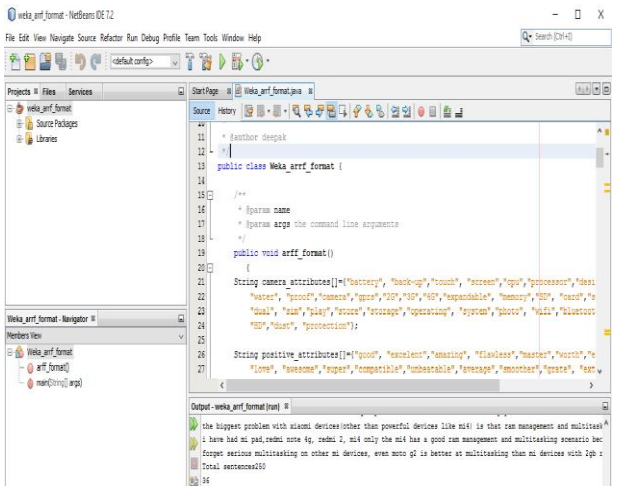 weka_arrf_format - NetBeans IDE 7.2
File Edit View Navigate Source Refactor Run Debug Profile Team Tools Window Help
Search (Ctrl+I)
<default config>
Projects Files Services
Start Page Weka_arrf_format.java
weka_arrf_format
Source Packages
Libraries
Source History
10
11 * @author deepak
12 */
13 public class Weka_arrf_format {
14
15 /**
16 * @param name
17 * @param args the command line arguments
18 */
19 public void arff_format()
20 {
21 String camera_attributes[]={"battery", "back-up","touch", "screen","cpu","processor","desi
22 "water", "proof","camera","gprs","2G","3G","4G","expandable", "memory","SD", "card","s
23 "dual", "sim","play","store","storage","operating", "system","photo", "wifi","bluetoot
24 "HD","dust", "protection"};
25
26 String positive_attributes[]={"good", "excelent","amazing", "flawless","master","worth","e
27 "love", "awesome","super","compatible","unbeatable","average","smoother","grate", "ext
Weka_arrf_format - Navigator
Members View
Weka_arrf_format
arff_format()
main(String[] args)
Output - weka_arrf_format (run)
the biggest problem with xiaomi devices(other than powerful devices like mi4) is that ram management and multitask
i have had mi pad,redmi note 4g, redmi 2, mi4 only the mi4 has a good ram management and multitasking scenario bec
forget serious multitasking on other mi devices, even moto g2 is better at multitasking than mi devices with 2gb r
Total sentences260
36